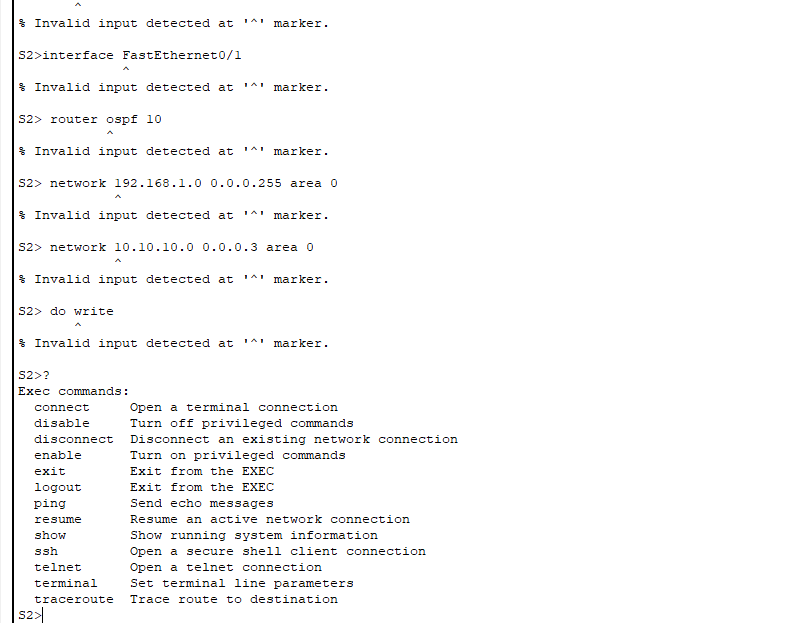 ^
% Invalid input detected at '^' marker.
S2>interface FastEthernet0/1
^
% Invalid input detected at '^' marker.
S2> router ospf 10
^
% Invalid input detected at '^' marker.
S2> network 192.168.1.0 0.0.0.255 area 0
^
% Invalid input detected at '^' marker.
S2> network 10.10.10.0 0.0.0.3 area 0
^
% Invalid input detected at '^' marker.
S2> do write
^
% Invalid input detected at '^' marker.
S2>?
Exec commands:
connect Open a terminal connection
disable Turn off privileged commands
disconnect Disconnect an existing network connection
enable Turn on privileged commands
exit Exit from the EXEC
logout Exit from the EXEC
ping Send echo messages
resume Resume an active network connection
show Show running system information
ssh Open a secure shell client connection
telnet Open a telnet connection
terminal Set terminal line parameters
traceroute Trace route to destination
S2>